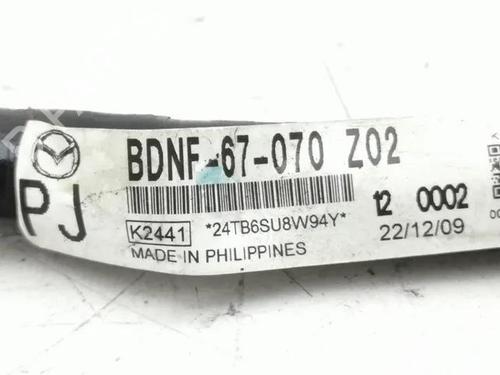 BDNF-67-070 Z02
PJ
*24TB6SU8W94Y*
K2441
12 0002
22/12/09
MADE IN PHILIPPINES